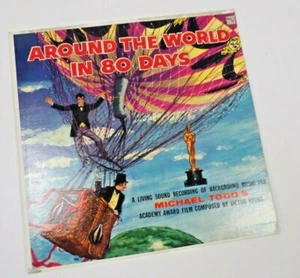 AROUND THE WORLD
IN 80 DAYS
A LIVING SOUND RECORDING OF BACKGROUND MUSIC FROM
MICHAEL TODD'S
ACADEMY AWARD FILM COMPOSED BY VICTOR YOUNG